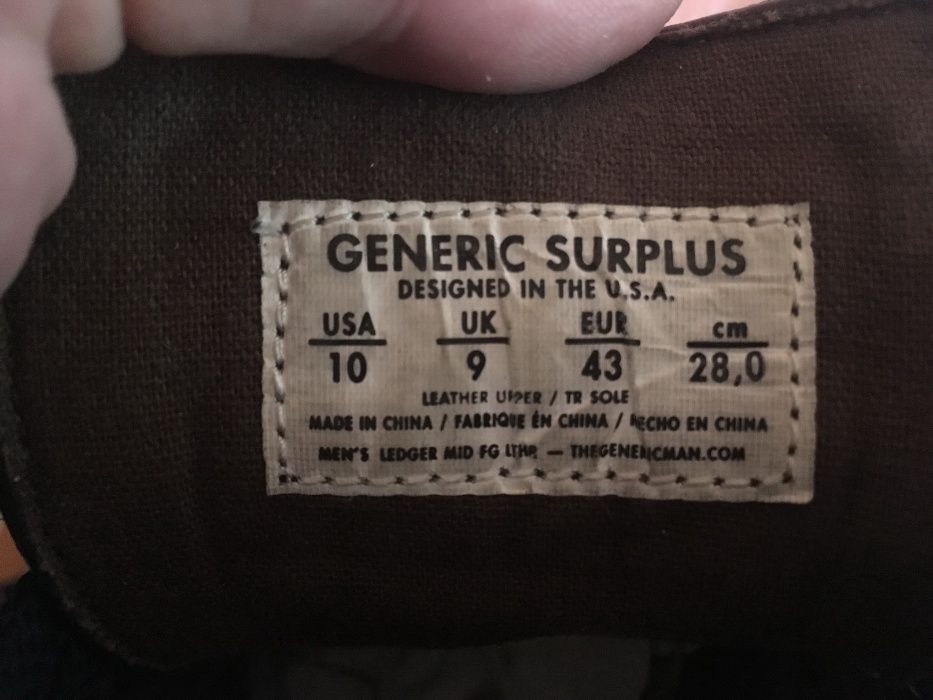 GENERIC SURPLUS
DESIGNED IN THE U.S.A.
USA UK EUR cm
10 9 43 28,0
LEATHER UPPER / TR SOLE
MADE IN CHINA / FABRIQUE ÉN CHINA / HECHO EN CHINA
MEN'S LEDGER MID FG LTHR — THEGENERICMAN.COM